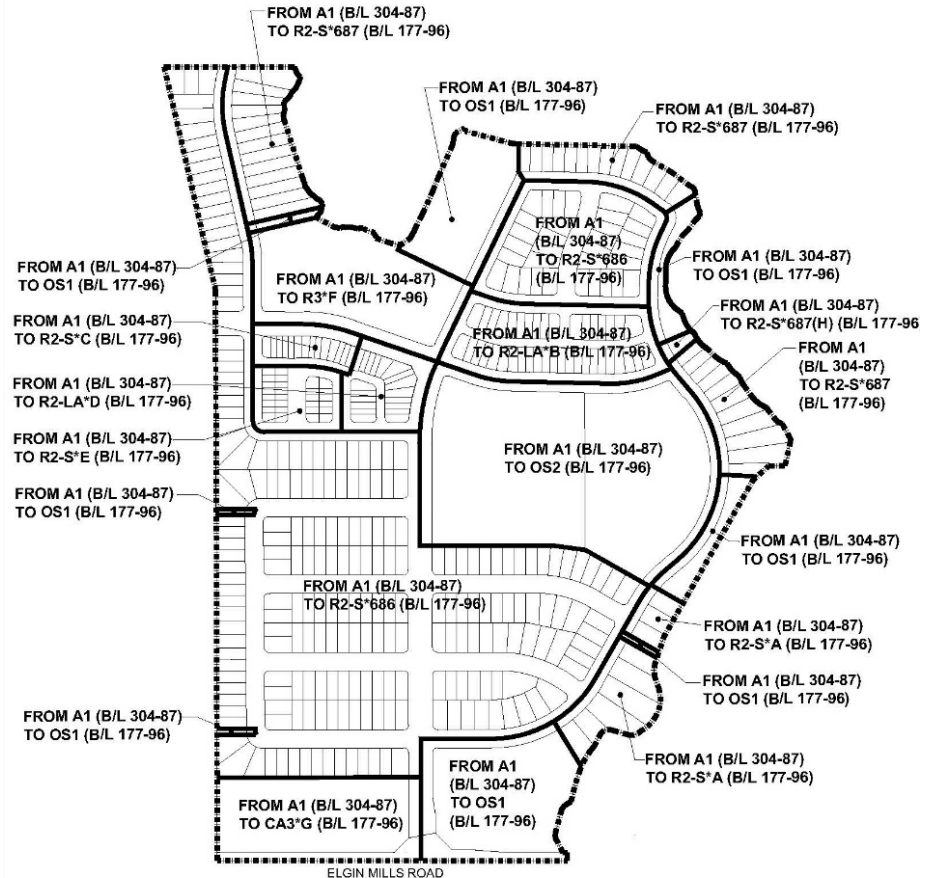 FROM A1 (B/L 304-87)
TO R2-S*687 (B/L 177-96)
FROM A1 (B/L 304-87)
TO OS1 (B/L 177-96)
FROM A1 (B/L 304-87)
TO R2-S*687 (B/L 177-96)
FROM A1
(B/L 304-87)
TO R2-S*686
(B/L 177-96)
FROM A1 (B/L 304-87)
TO OS1 (B/L 177-96)
FROM A1 (B/L 304-87)
TO OS1 (B/L 177-96)
FROM A1 (B/L 304-87)
TO R3*F (B/L 177-96)
FROM A1 (B/L 304-87)
TO R2-S*687(H) (B/L 177-96
FROM A1 (B/L 304-87)
TO R2-S*C (B/L 177-96)
FROM A1 (B/L 304-87)
TO R2-LA*B (B/L 177-96)
FROM A1
(B/L 304-87)
TO R2-S*687
(B/L 177-96)
FROM A1 (B/L 304-87)
TO R2-LA*D (B/L 177-96)
FROM A1 (B/L 304-87)
TO R2-S*E (B/L 177-96)
FROM A1 (B/L 304-87)
TO OS2 (B/L 177-96)
FROM A1 (B/L 304-87)
TO OS1 (B/L 177-96)
FROM A1 (B/L 304-87)
TO OS1 (B/L 177-96)
FROM A1 (B/L 304-87)
TO R2-S*686 (B/L 177-96)
FROM A1 (B/L 304-87)
TO R2-S*A (B/L 177-96)
FROM A1 (B/L 304-87)
TO OS1 (B/L 177-96)
FROM A1 (B/L 304-87)
TO OS1 (B/L 177-96)
FROM A1 (B/L 304-87)
TO R2-S*A (B/L 177-96)
FROM A1
(B/L 304-87)
TO OS1
(B/L 177-96)
FROM A1 (B/L 304-87)
TO CA3*G (B/L 177-96)
ELGIN MILLS ROAD